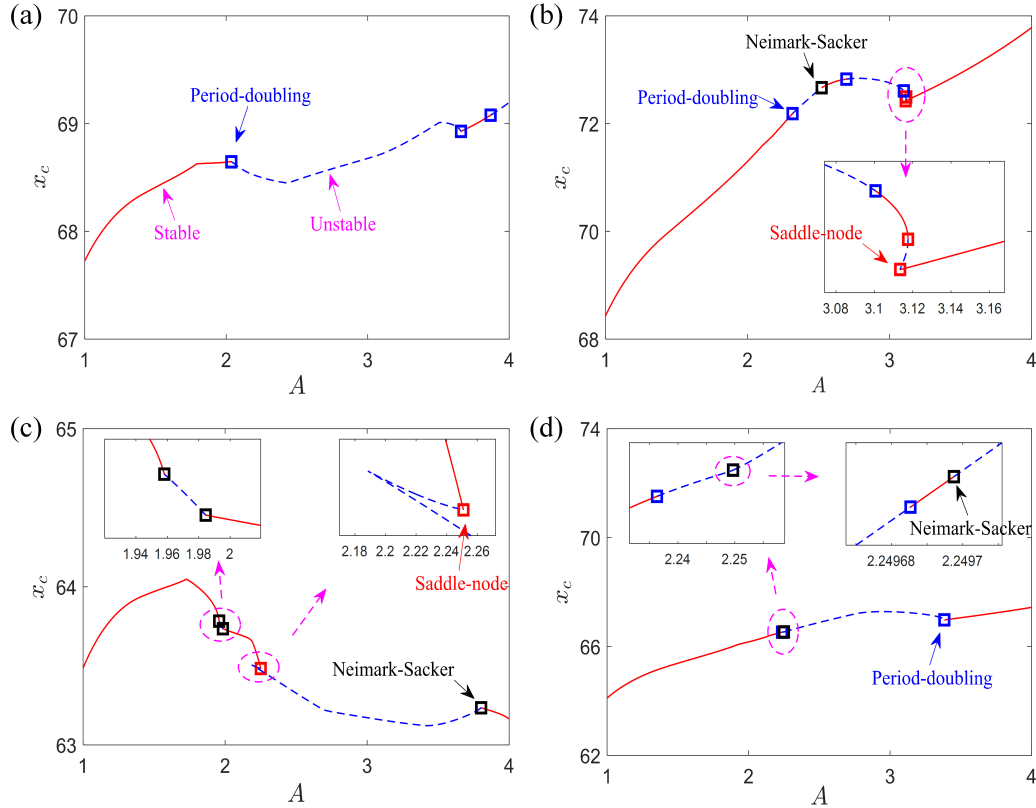 (a)
70
69
68
67
1
2
3
4
x_c
A
Period-doubling
Stable
Unstable
(b)
74
72
70
68
1
2
3
4
x_c
A
Neimark-Sacker
Period-doubling
Saddle-node
3.08
3.1
3.12
3.14
3.16
(c)
65
64
63
1
2
3
4
x_c
A
1.94
1.96
1.98
2
2.18
2.2
2.22
2.24
2.26
Saddle-node
Neimark-Sacker
(d)
74
70
66
62
1
2
3
4
x_c
A
2.24
2.25
2.24968
2.2497
Neimark-Sacker
Period-doubling